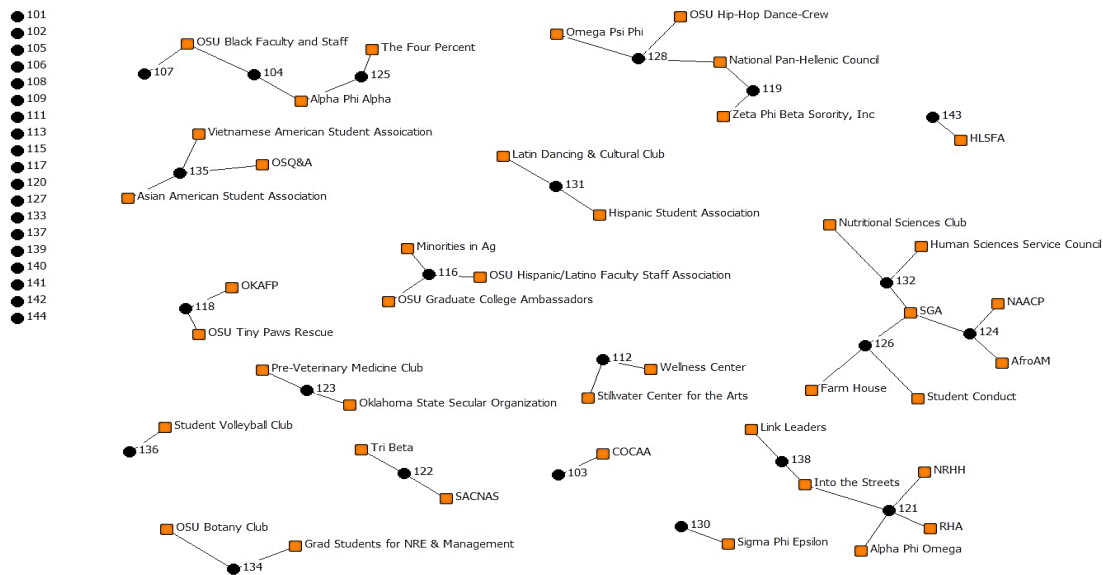 101
102
105
106
108
109
111
113
115
117
120
127
133
137
139
140
141
142
144
OSU Black Faculty and Staff
The Four Percent
107
104
125
Alpha Phi Alpha
OSU Hip-Hop Dance-Crew
Omega Psi Phi
128
National Pan-Hellenic Council
119
Zeta Phi Beta Sorority, Inc
143
HLSFA
Vietnamese American Student Assoication
OSQ&A
135
Asian American Student Association
Latin Dancing & Cultural Club
131
Hispanic Student Association
Nutritional Sciences Club
Human Sciences Service Council
132
SGA
NAACP
124
126
AfroAM
Farm House
Student Conduct
Minorities in Ag
116
OSU Hispanic/Latino Faculty Staff Association
OSU Graduate College Ambassadors
OKAFP
118
OSU Tiny Paws Rescue
112
Wellness Center
Stillwater Center for the Arts
Pre-Veterinary Medicine Club
123
Oklahoma State Secular Organization
Student Volleyball Club
136
Tri Beta
122
SACNAS
COCAA
103
Link Leaders
138
Into the Streets
NRHH
121
RHA
Alpha Phi Omega
130
Sigma Phi Epsilon
OSU Botany Club
Grad Students for NRE & Management
134